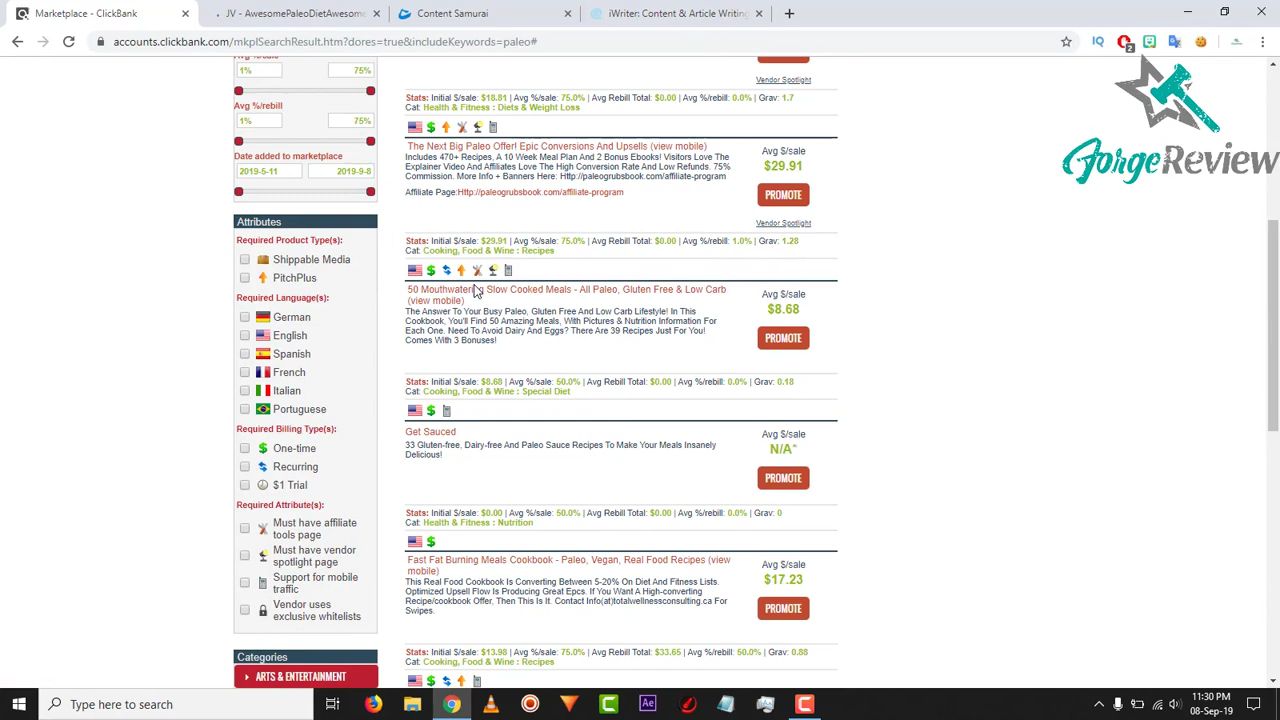 Marketplace - ClickBank
JV - AwesomePaleoDietAwesome
Content Samurai
iWriter: Content & Article Writing
accounts.clickbank.com/mkplSearchResult.htm?dores=true&includeKeywords=paleo#
ForgeReview
1% 75%
Avg %/rebill
1% 75%
Date added to marketplace
2019-5-11 2019-9-8
Attributes
Required Product Type(s):
Shippable Media
PitchPlus
Required Language(s):
German
English
Spanish
French
Italian
Portuguese
Required Billing Type(s):
One-time
Recurring
$1 Trial
Required Attribute(s):
Must have affiliate
tools page
Must have vendor
spotlight page
Support for mobile
traffic
Vendor uses
exclusive whitelists
Categories
ARTS & ENTERTAINMENT
Vendor Spotlight
Stats: Initial $/sale: $18.81 | Avg %/sale: 75.0% | Avg Rebill Total: $0.00 | Avg %/rebill: 0.0% | Grav: 1.7
Cat: Health & Fitness : Diets & Weight Loss
The Next Big Paleo Offer! Epic Conversions And Upsells (view mobile)
Includes 470+ Recipes, A 10 Week Meal Plan And 2 Bonus Ebooks! Visitors Love The
Explainer Video And Affiliates Love The High Conversion Rate And Low Refunds. 75%
Commission. More Info + Banners Here: Http://paleogrubsbook.com/affiliate-program
Affiliate Page:Http://paleogrubsbook.com/affiliate-program
Avg $/sale
$29.91
PROMOTE
Vendor Spotlight
Stats: Initial $/sale: $29.91 | Avg %/sale: 75.0% | Avg Rebill Total: $0.00 | Avg %/rebill: 1.0% | Grav: 1.28
Cat: Cooking, Food & Wine : Recipes
50 Mouthwatering Slow Cooked Meals - All Paleo, Gluten Free & Low Carb
(view mobile)
The Answer To Your Busy Paleo, Gluten Free And Low Carb Lifestyle! In This
Cookbook, You'll Find 50 Amazing Meals, With Pictures & Nutrition Information For
Each One. Need To Avoid Dairy And Eggs? There Are 39 Recipes Just For You!
Comes With 3 Bonuses!
Avg $/sale
$8.68
PROMOTE
Stats: Initial $/sale: $8.68 | Avg %/sale: 50.0% | Avg Rebill Total: $0.00 | Avg %/rebill: 0.0% | Grav: 0.18
Cat: Cooking, Food & Wine : Special Diet
Get Sauced
33 Gluten-free, Dairy-free And Paleo Sauce Recipes To Make Your Meals Insanely
Delicious!
Avg $/sale
N/A*
PROMOTE
Stats: Initial $/sale: $0.00 | Avg %/sale: 50.0% | Avg Rebill Total: $0.00 | Avg %/rebill: 0.0% | Grav: 0
Cat: Health & Fitness : Nutrition
Fast Fat Burning Meals Cookbook - Paleo, Vegan, Real Food Recipes (view
mobile)
This Real Food Cookbook Is Converting Between 5-20% On Diet And Fitness Lists.
Optimized Upsell Flow Is Producing Great Epcs. If You Want A High-converting
Recipe/cookbook Offer, Then This Is It. Contact Info(at)totalwellnessconsulting.ca For
Swipes.
Avg $/sale
$17.23
PROMOTE
Stats: Initial $/sale: $13.98 | Avg %/sale: 75.0% | Avg Rebill Total: $33.65 | Avg %/rebill: 50.0% | Grav: 0.88
Cat: Cooking, Food & Wine : Recipes
Type here to search
11:30 PM
08-Sep-19